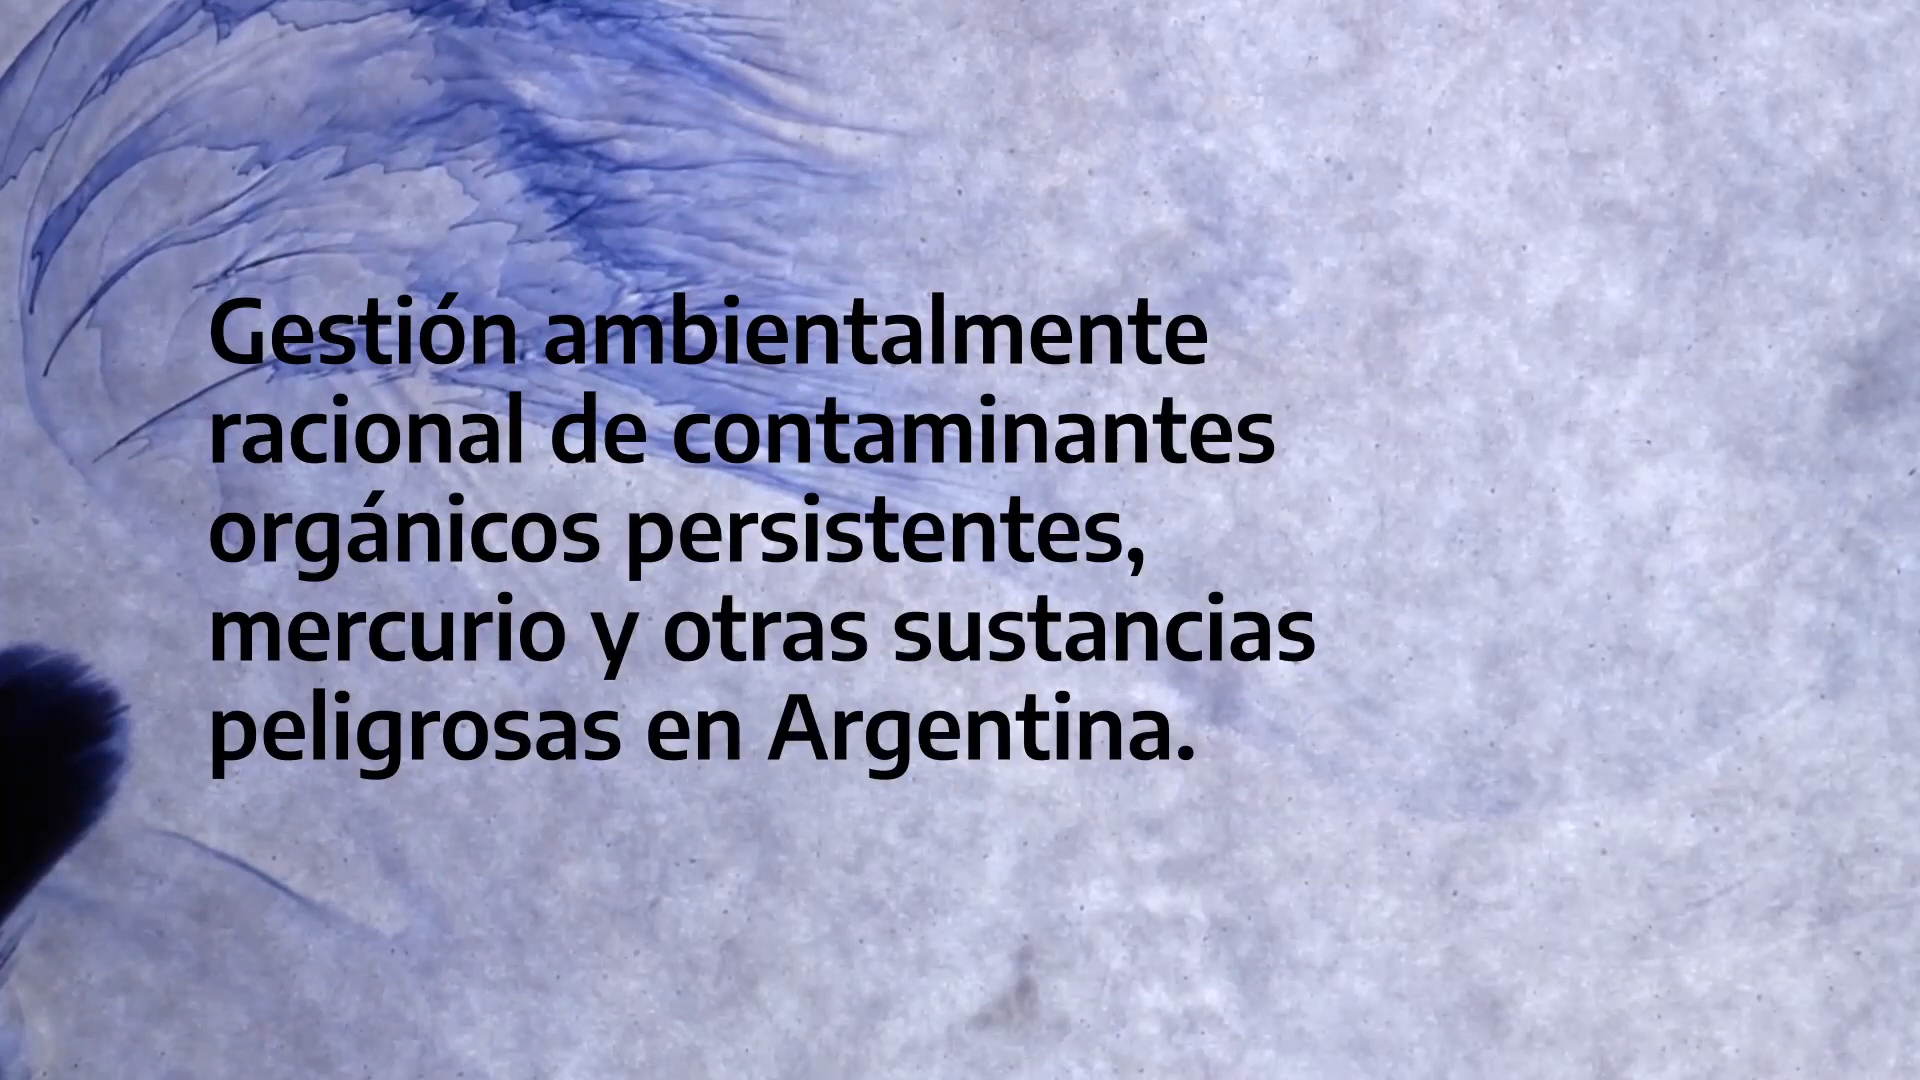 Gestión ambientalmente
racional de contaminantes
orgánicos persistentes,
mercurio y otras sustancias
peligrosas en Argentina.